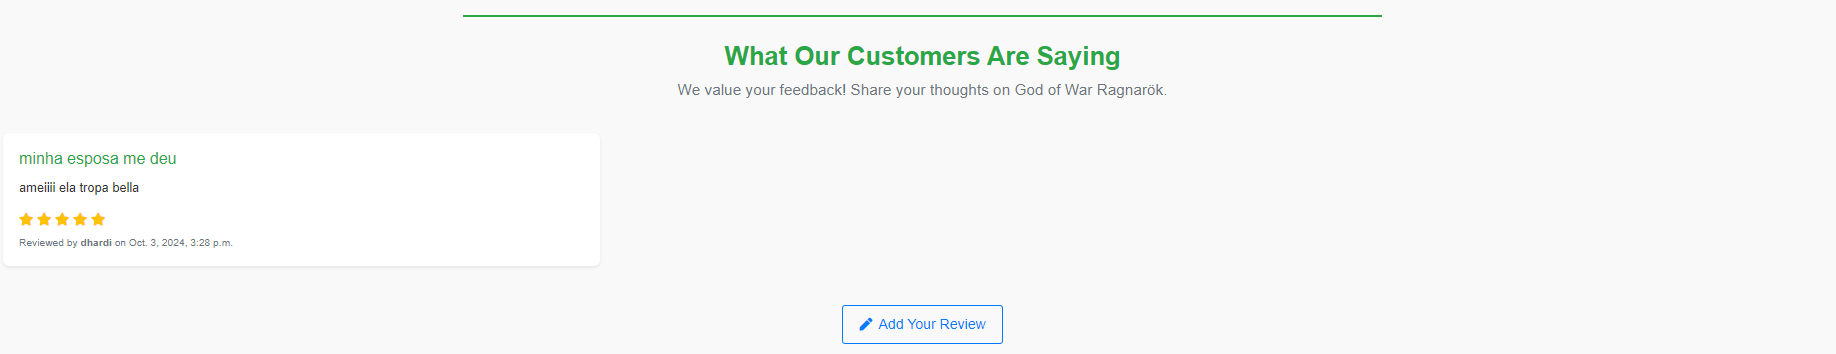 What Our Customers Are Saying
We value your feedback! Share your thoughts on God of War Ragnarök.
minha esposa me deu
ameiiii ela tropa bella
Reviewed by dhardi on Oct. 3, 2024, 3:28 p.m.
Add Your Review